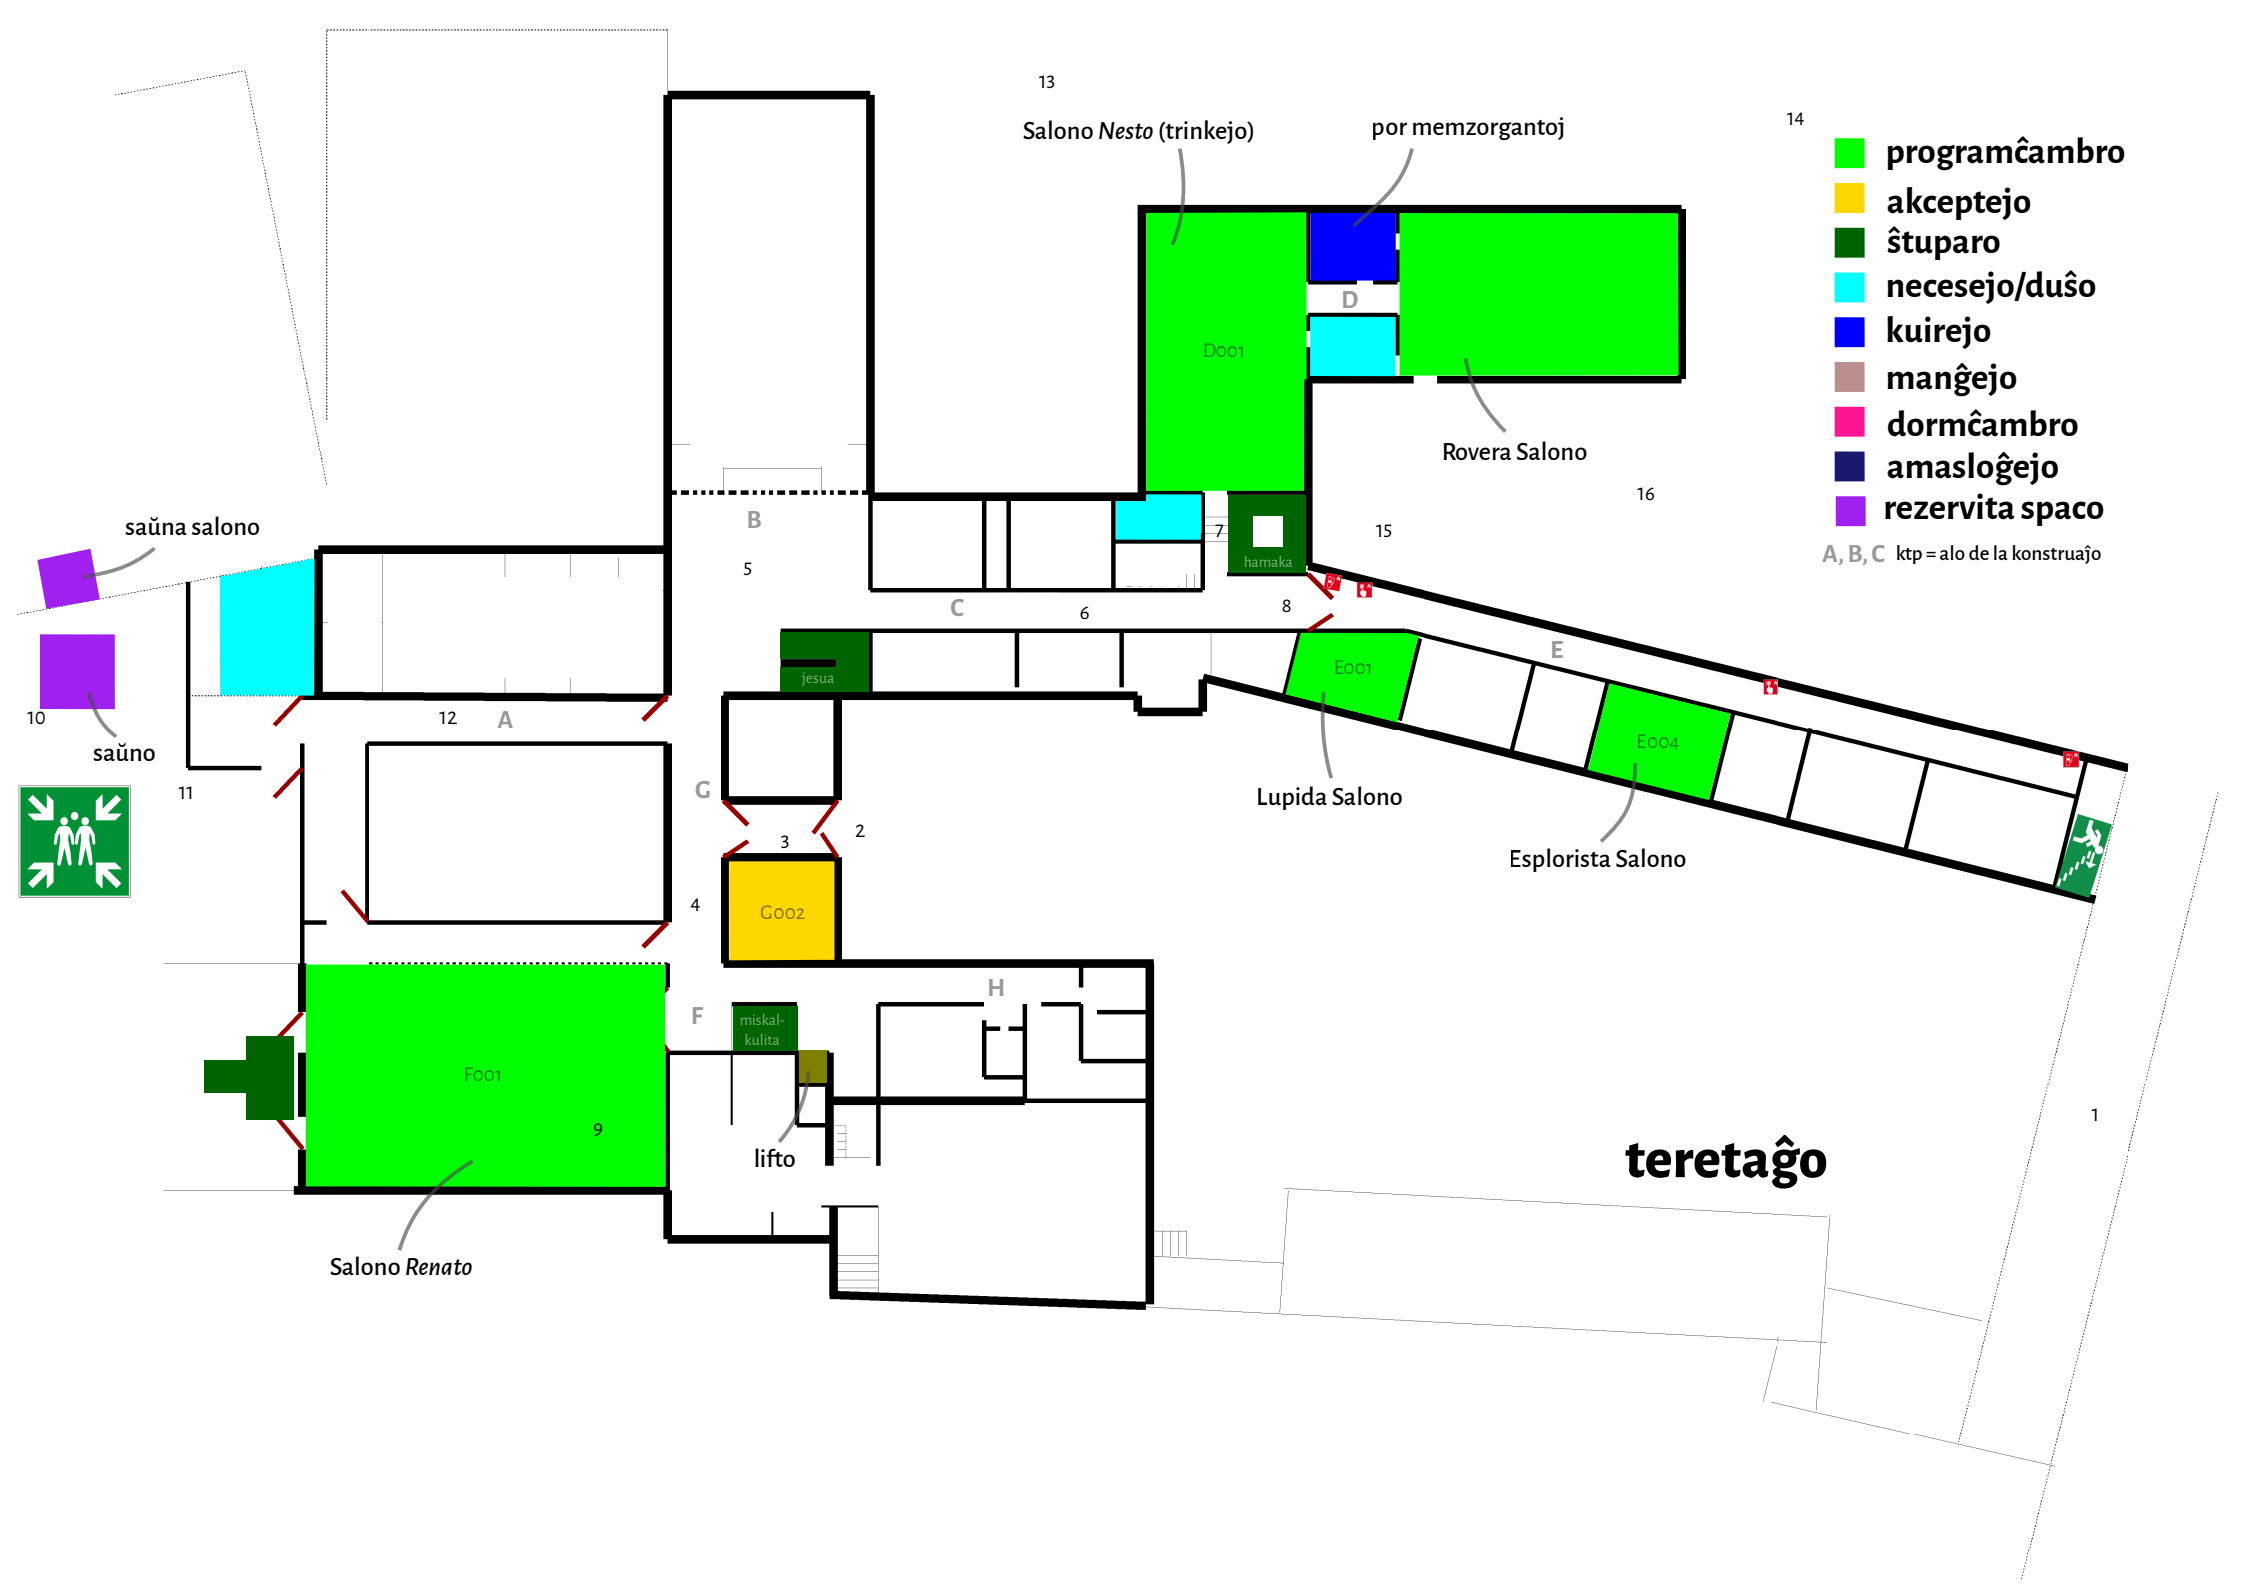 13
14
Salono Nesto (trinkejo)
por memzorgantoj
programĉambro
akceptejo
ŝtuparo
necesejo/duŝo
kuirejo
manĝejo
dormĉambro
amasloĝejo
rezervita spaco
A, B, C ktp = alo de la konstruaĵo
D
D001
Rovera Salono
16
saŭna salono
B
7
15
hamaka
5
C
6
8
E
E001
jesua
E004
10
12
A
saŭno
11
G
2
3
Lupida Salono
Esplorista Salono
4
G002
H
F
miskal-
kulita
F001
9
lifto
1
teretaĝo
Salono Renato